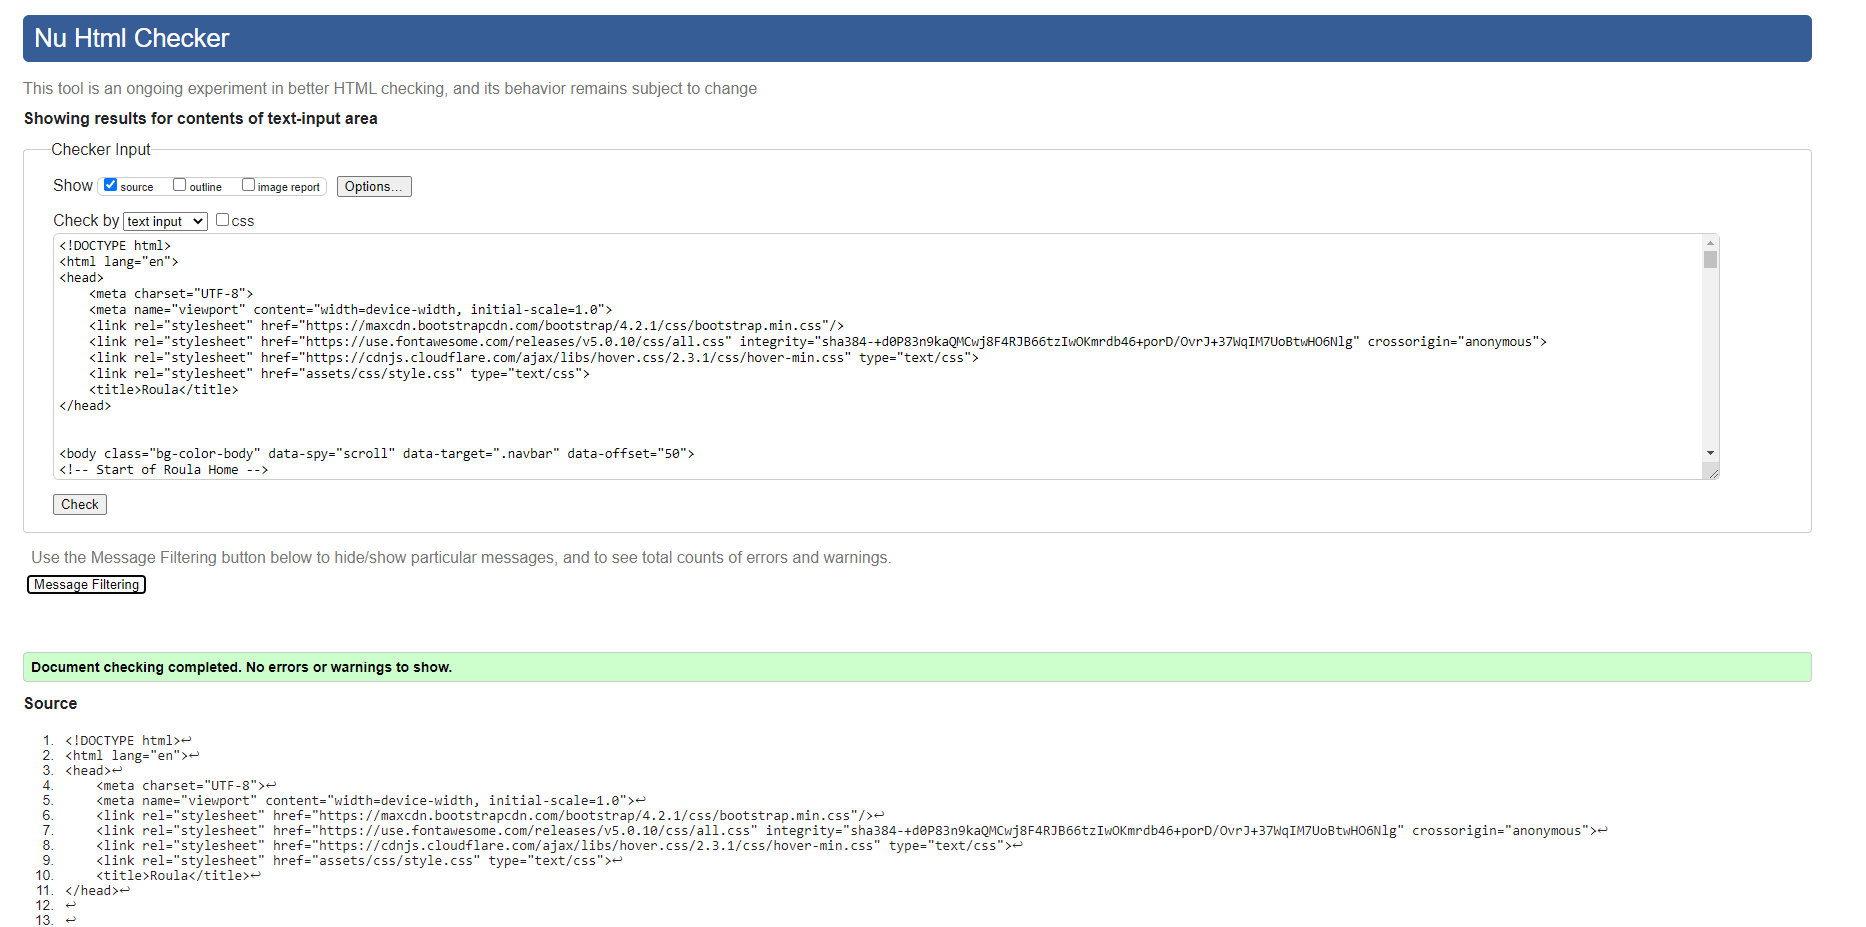 Nu Html Checker
This tool is an ongoing experiment in better HTML checking, and its behavior remains subject to change
Showing results for contents of text-input area
Checker Input
Show source outline image report Options...
Check by text input css
<!DOCTYPE html>
<html lang="en">
<head>
    <meta charset="UTF-8">
    <meta name="viewport" content="width=device-width, initial-scale=1.0">
    <link rel="stylesheet" href="https://maxcdn.bootstrapcdn.com/bootstrap/4.2.1/css/bootstrap.min.css"/>
    <link rel="stylesheet" href="https://use.fontawesome.com/releases/v5.0.10/css/all.css" integrity="sha384-+d0P83n9kaQMCwj8F4RJB66tzIwOKmrdb46+porD/OvrJ+37WqIM7UoBtwHO6Nlg" crossorigin="anonymous">
    <link rel="stylesheet" href="https://cdnjs.cloudflare.com/ajax/libs/hover.css/2.3.1/css/hover-min.css" type="text/css">
    <link rel="stylesheet" href="assets/css/style.css" type="text/css">
    <title>Roula</title>
</head>
<body class="bg-color-body" data-spy="scroll" data-target=".navbar" data-offset="50">
<!-- Start of Roula Home -->
Check
Use the Message Filtering button below to hide/show particular messages, and to see total counts of errors and warnings.
Message Filtering
Document checking completed. No errors or warnings to show.
Source
1. <!DOCTYPE html>↩
2. <html lang="en">↩
3. <head>↩
4.     <meta charset="UTF-8">↩
5.     <meta name="viewport" content="width=device-width, initial-scale=1.0">↩
6.     <link rel="stylesheet" href="https://maxcdn.bootstrapcdn.com/bootstrap/4.2.1/css/bootstrap.min.css"/>↩
7.     <link rel="stylesheet" href="https://use.fontawesome.com/releases/v5.0.10/css/all.css" integrity="sha384-+d0P83n9kaQMCwj8F4RJB66tzIwOKmrdb46+porD/OvrJ+37WqIM7UoBtwHO6Nlg" crossorigin="anonymous">↩
8.     <link rel="stylesheet" href="https://cdnjs.cloudflare.com/ajax/libs/hover.css/2.3.1/css/hover-min.css" type="text/css">↩
9.     <link rel="stylesheet" href="assets/css/style.css" type="text/css">↩
10.     <title>Roula</title>↩
11. </head>↩
12. ↩
13. ↩